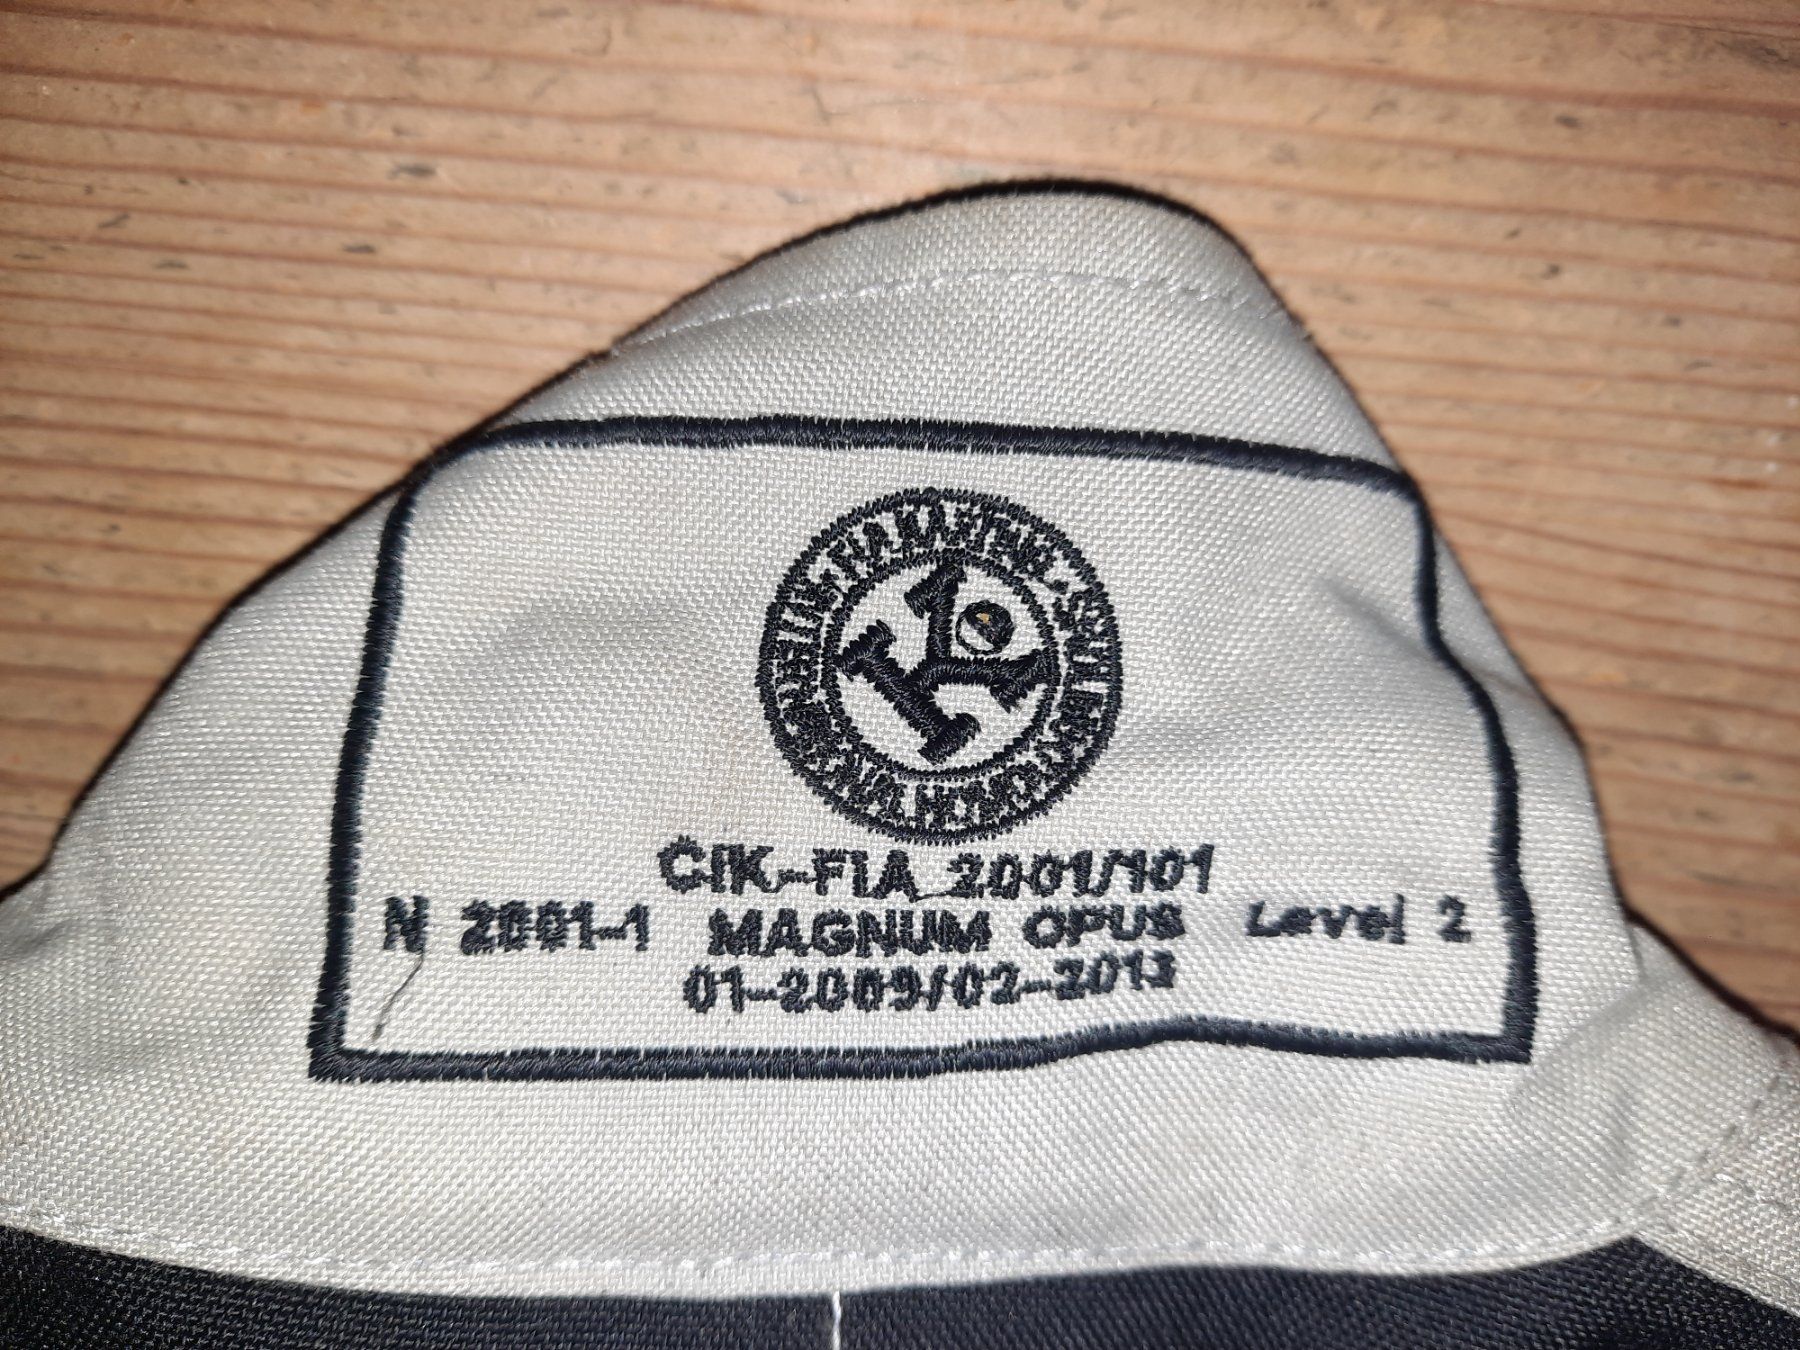 CIK-FIA 2001/101
N 2001-1 MAGNUM OPUS Level 2
01-2009/02-2013